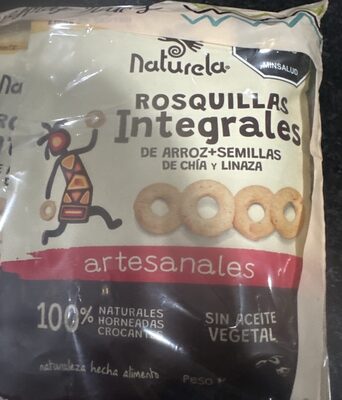 Naturela®
MINSALUD
ROSQUILLAS
Integrales
DE ARROZ+SEMILLAS
DE CHÍA Y LINAZA
artesanales
100% NATURALES
HORNEADAS
CROCANTES
SIN ACEITE
VEGETAL
naturaleza hecha alimento
Peso